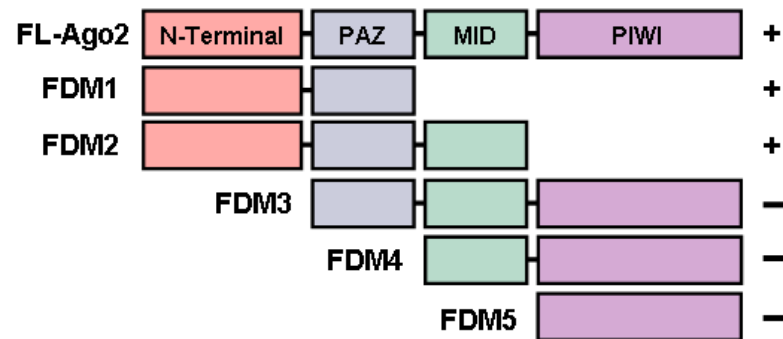 FL-Ago2 N-Terminal PAZ MID PIWI +
FDM1 +
FDM2 +
FDM3 −
FDM4 −
FDM5 −